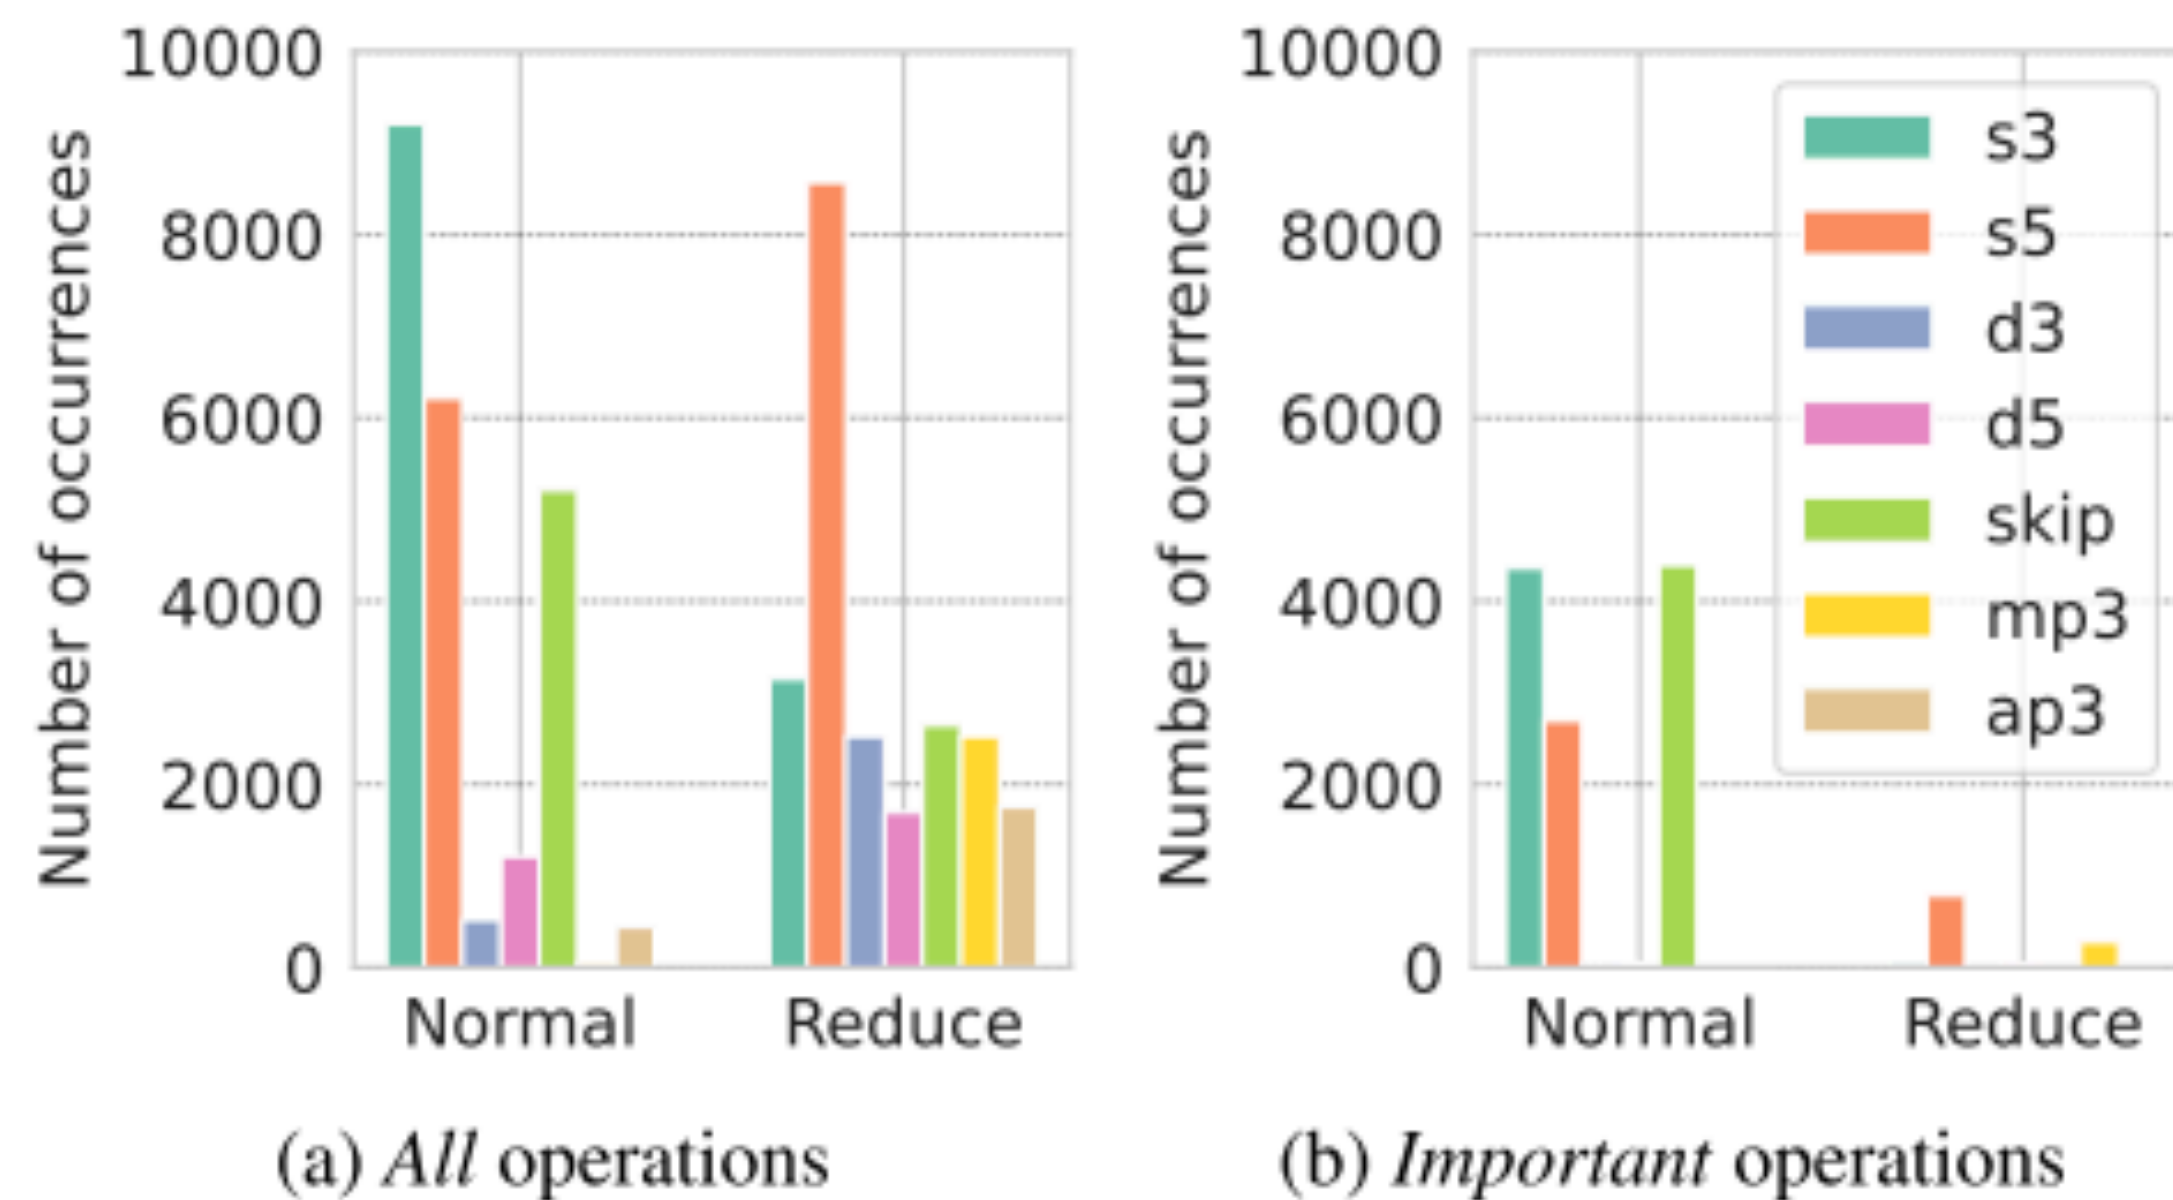 Number of occurrences
10000
8000
6000
4000
2000
0
Normal Reduce
(a) All operations
Number of occurrences
10000
8000
6000
4000
2000
0
Normal Reduce
s3
s5
d3
d5
skip
mp3
ap3
(b) Important operations